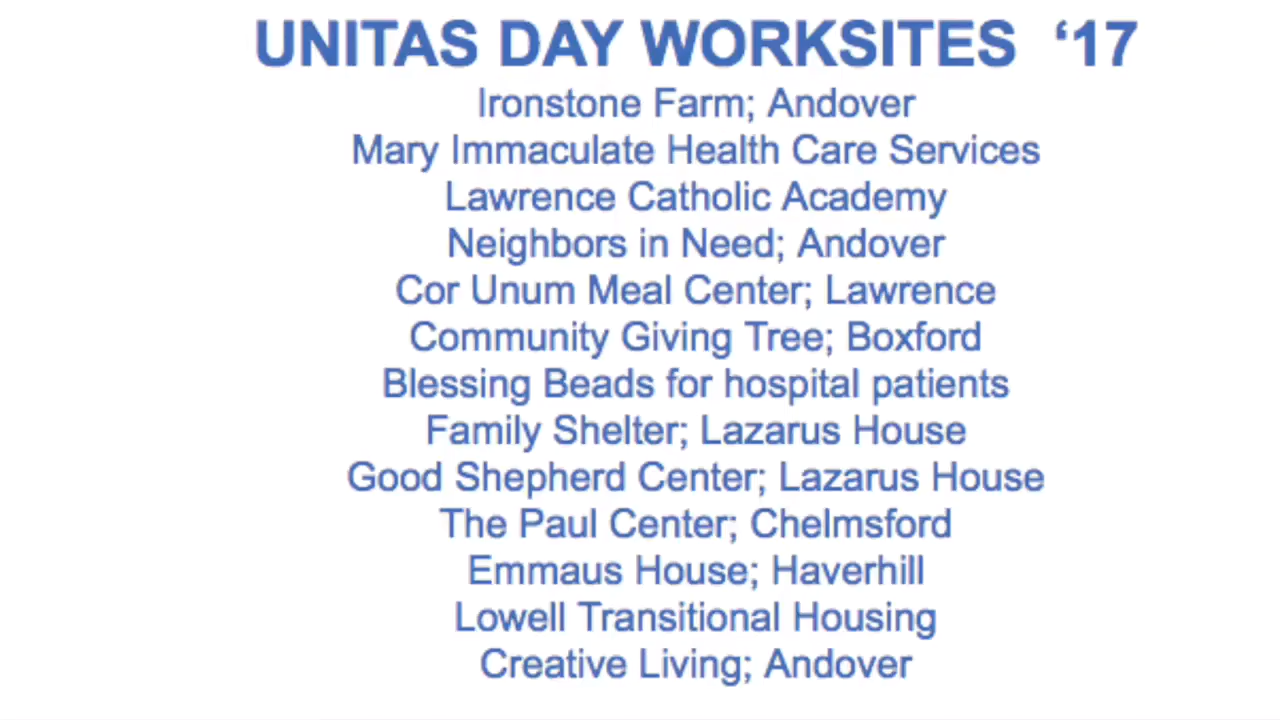 UNITAS DAY WORKSITES ‘17
Ironstone Farm; Andover
Mary Immaculate Health Care Services
Lawrence Catholic Academy
Neighbors in Need; Andover
Cor Unum Meal Center; Lawrence
Community Giving Tree; Boxford
Blessing Beads for hospital patients
Family Shelter; Lazarus House
Good Shepherd Center; Lazarus House
The Paul Center; Chelmsford
Emmaus House; Haverhill
Lowell Transitional Housing
Creative Living; Andover